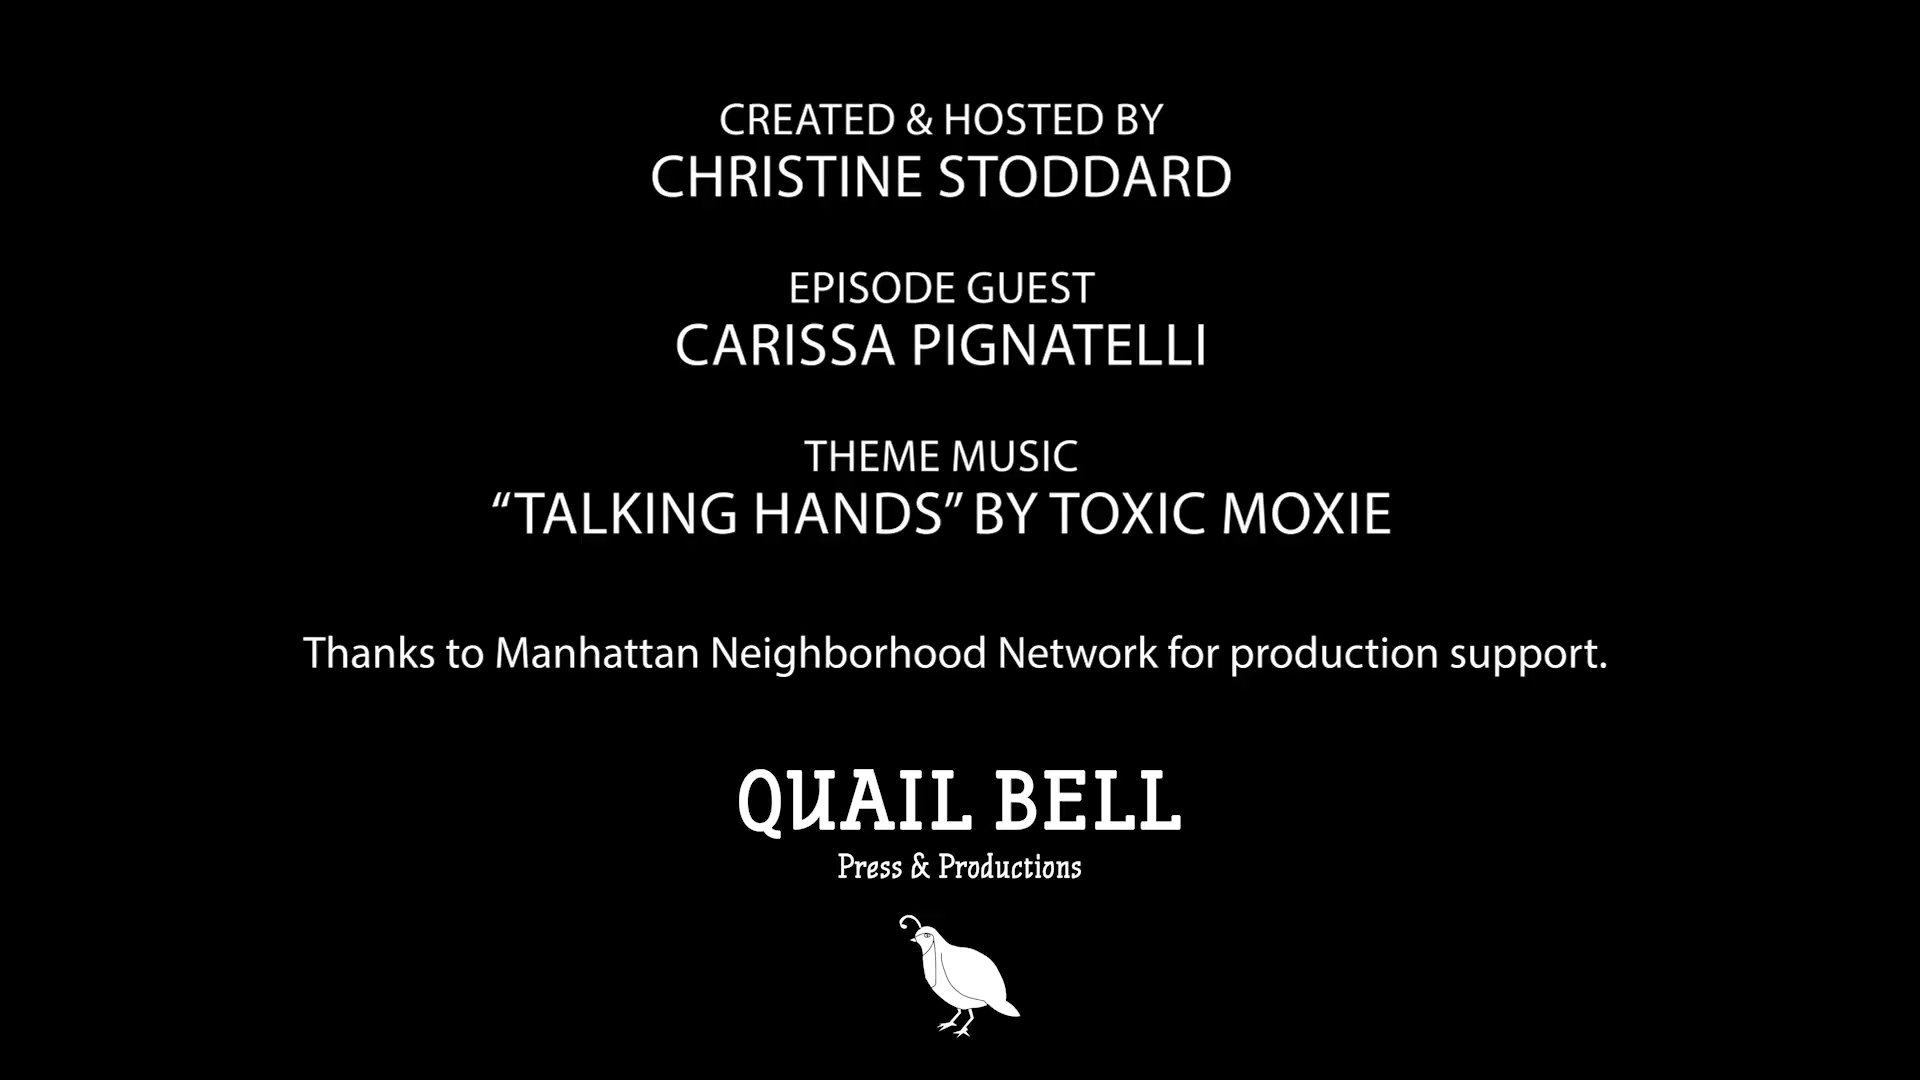 CREATED & HOSTED BY
CHRISTINE STODDARD
EPISODE GUEST
CARISSA PIGNATELLI
THEME MUSIC
“TALKING HANDS” BY TOXIC MOXIE
Thanks to Manhattan Neighborhood Network for production support.
QUAIL BELL
Press & Productions